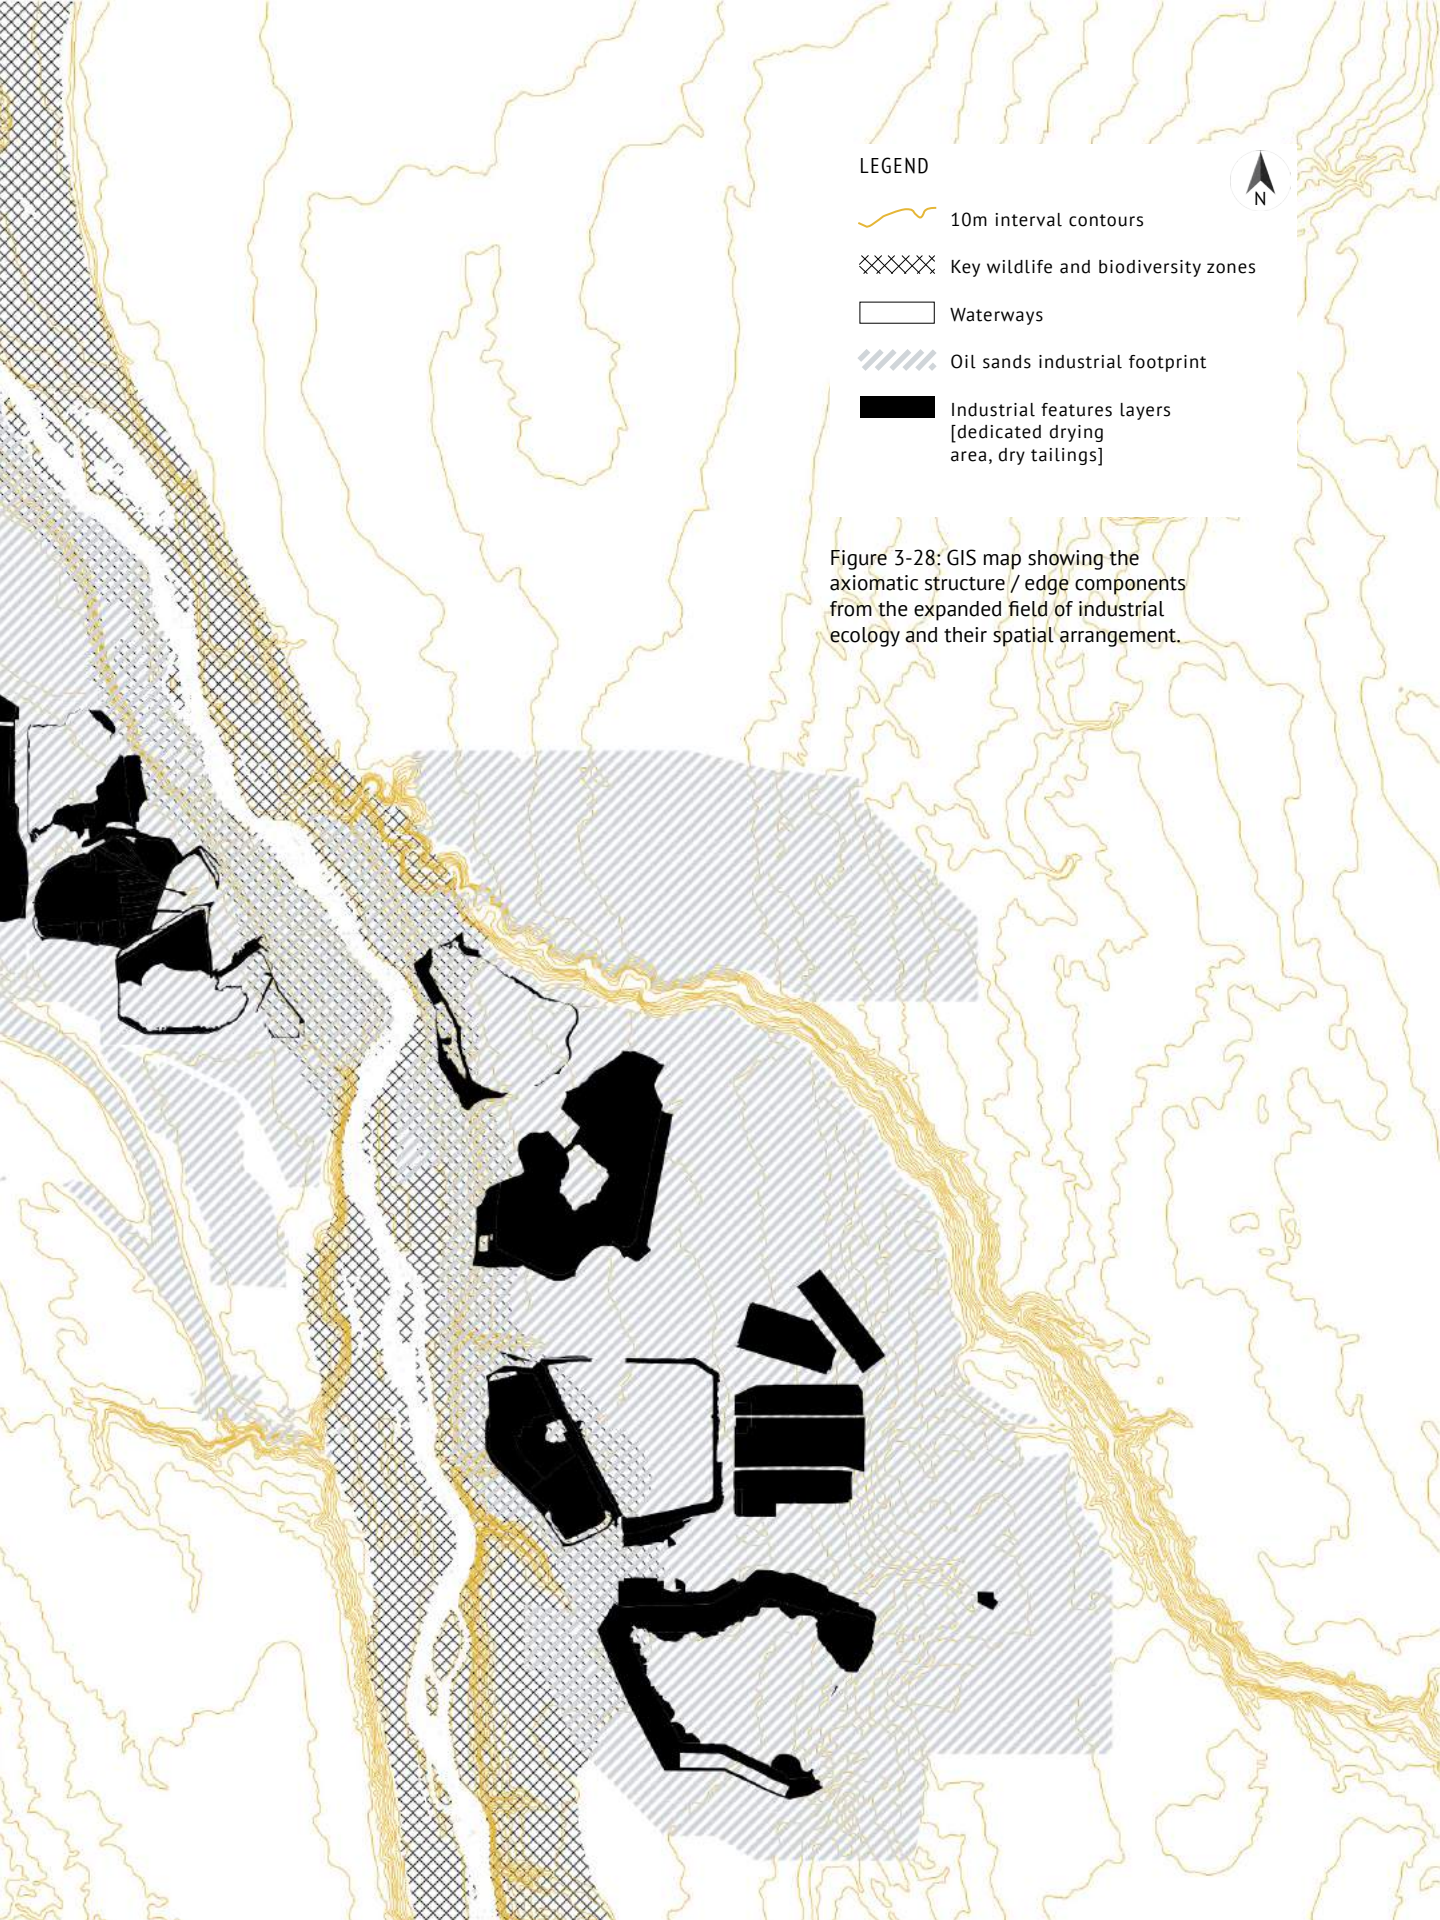 LEGEND
N
10m interval contours
Key wildlife and biodiversity zones
Waterways
Oil sands industrial footprint
Industrial features layers
[dedicated drying
area, dry tailings]
Figure 3-28: GIS map showing the
axiomatic structure / edge components
from the expanded field of industrial
ecology and their spatial arrangement.